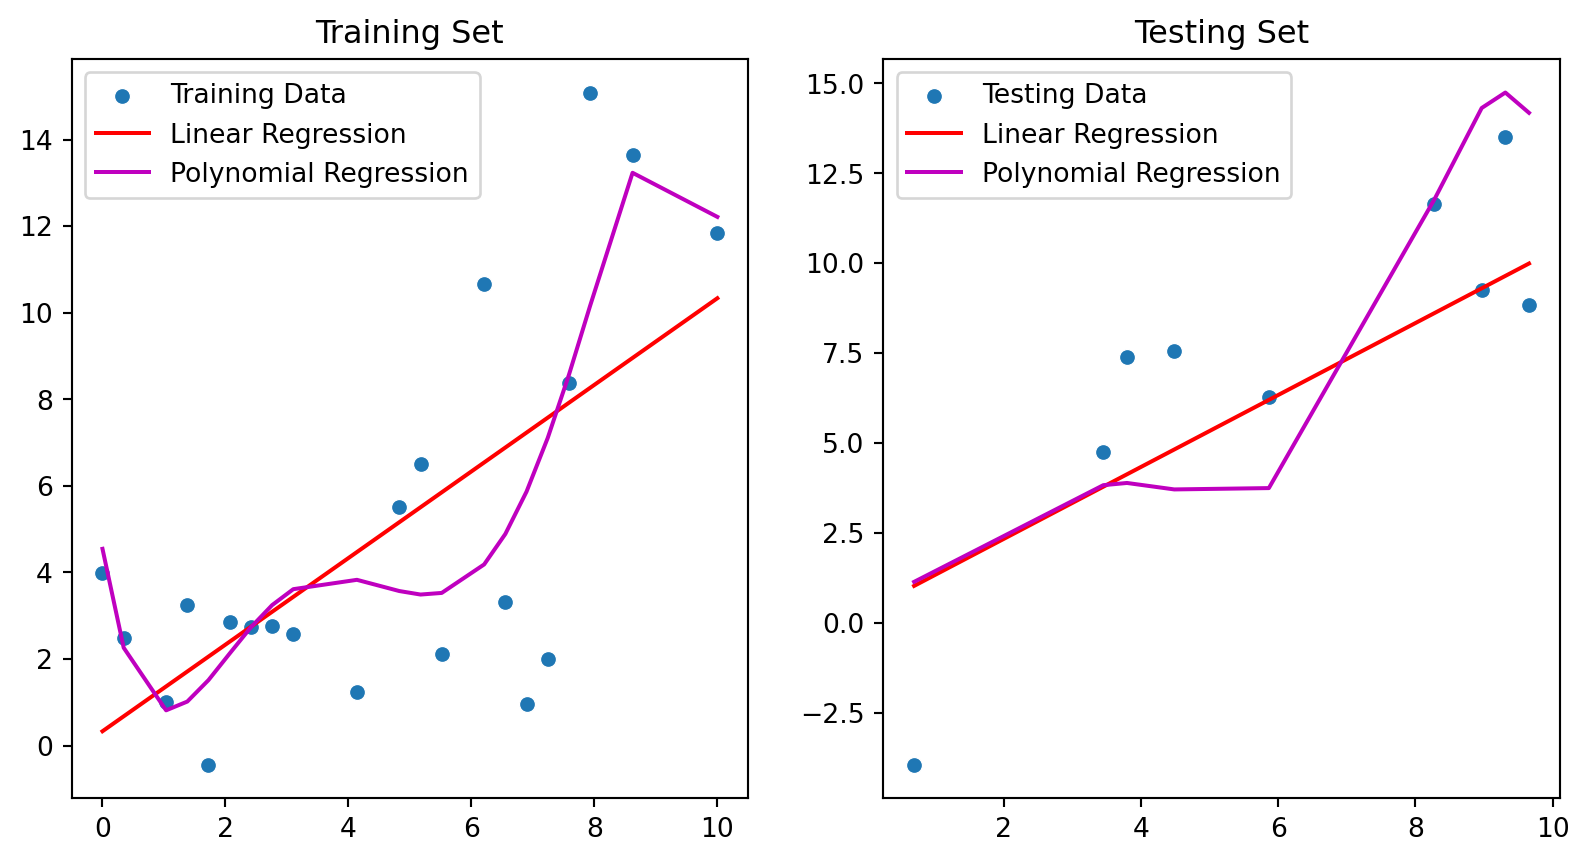 Training Set
Training Data
Linear Regression
Polynomial Regression
14
12
10
8
6
4
2
0
0 2 4 6 8 10
Testing Set
Testing Data
Linear Regression
Polynomial Regression
15.0
12.5
10.0
7.5
5.0
2.5
0.0
−2.5
2 4 6 8 10